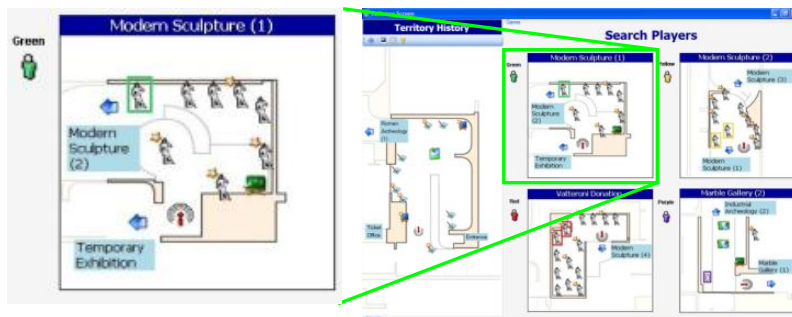 Modern Sculpture (1)
Green
Modern
Sculpture
(2)
Temporary
Exhibition
Territory History
Roman
Archeology
(1)
Ticket
Office
Entrance
Search Players
Green
Modern Sculpture (1)
Modern
Sculpture
(2)
Temporary
Exhibition
Yellow
Modern Sculpture (2)
Modern
Sculpture (3)
Modern
Sculpture (1)
Red
Vatteroni Donation
Modern
Sculpture (4)
Purple
Marble Gallery (2)
Industrial
Archeology (2)
Marble
Gallery (1)